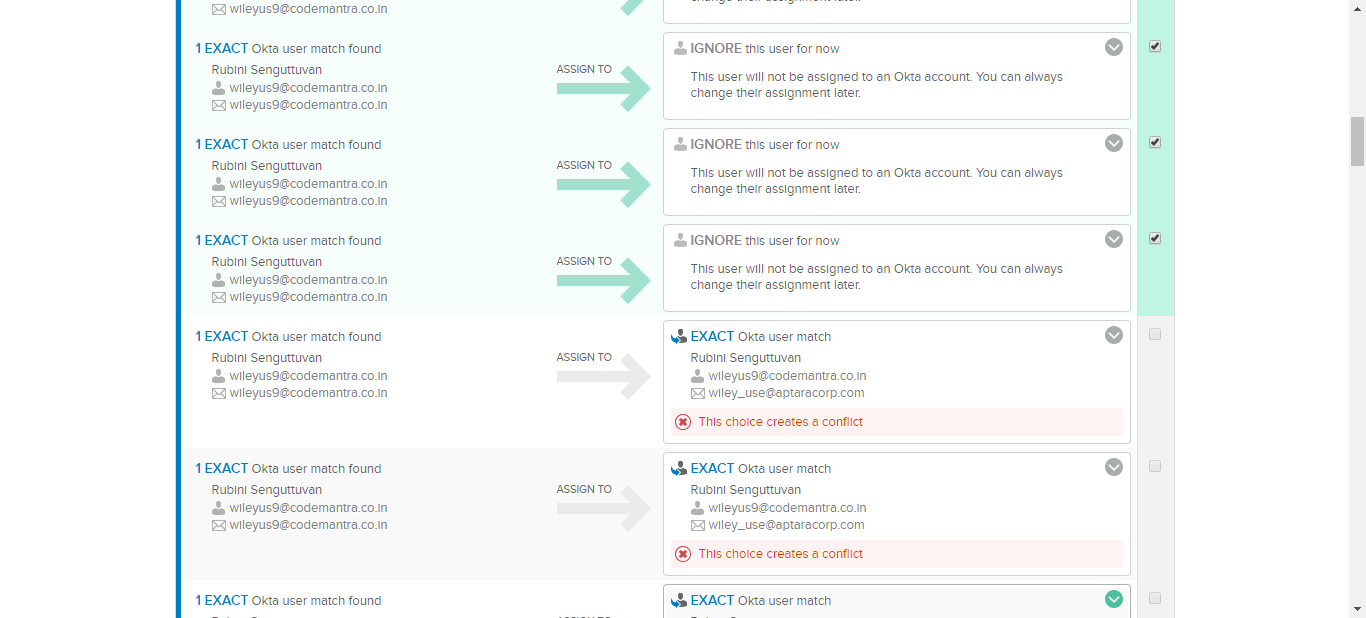 wileyus9@codemantra.co.in
change their assignment later.
1 EXACT Okta user match found
Rubini Senguttuvan
wileyus9@codemantra.co.in
wileyus9@codemantra.co.in
ASSIGN TO
IGNORE this user for now
This user will not be assigned to an Okta account. You can always
change their assignment later.
1 EXACT Okta user match found
Rubini Senguttuvan
wileyus9@codemantra.co.in
wileyus9@codemantra.co.in
ASSIGN TO
IGNORE this user for now
This user will not be assigned to an Okta account. You can always
change their assignment later.
1 EXACT Okta user match found
Rubini Senguttuvan
wileyus9@codemantra.co.in
wileyus9@codemantra.co.in
ASSIGN TO
IGNORE this user for now
This user will not be assigned to an Okta account. You can always
change their assignment later.
1 EXACT Okta user match found
Rubini Senguttuvan
wileyus9@codemantra.co.in
wileyus9@codemantra.co.in
ASSIGN TO
EXACT Okta user match
Rubini Senguttuvan
wileyus9@codemantra.co.in
wiley_use@aptaracorp.com
This choice creates a conflict
1 EXACT Okta user match found
Rubini Senguttuvan
wileyus9@codemantra.co.in
wileyus9@codemantra.co.in
ASSIGN TO
EXACT Okta user match
Rubini Senguttuvan
wileyus9@codemantra.co.in
wiley_use@aptaracorp.com
This choice creates a conflict
1 EXACT Okta user match found
EXACT Okta user match